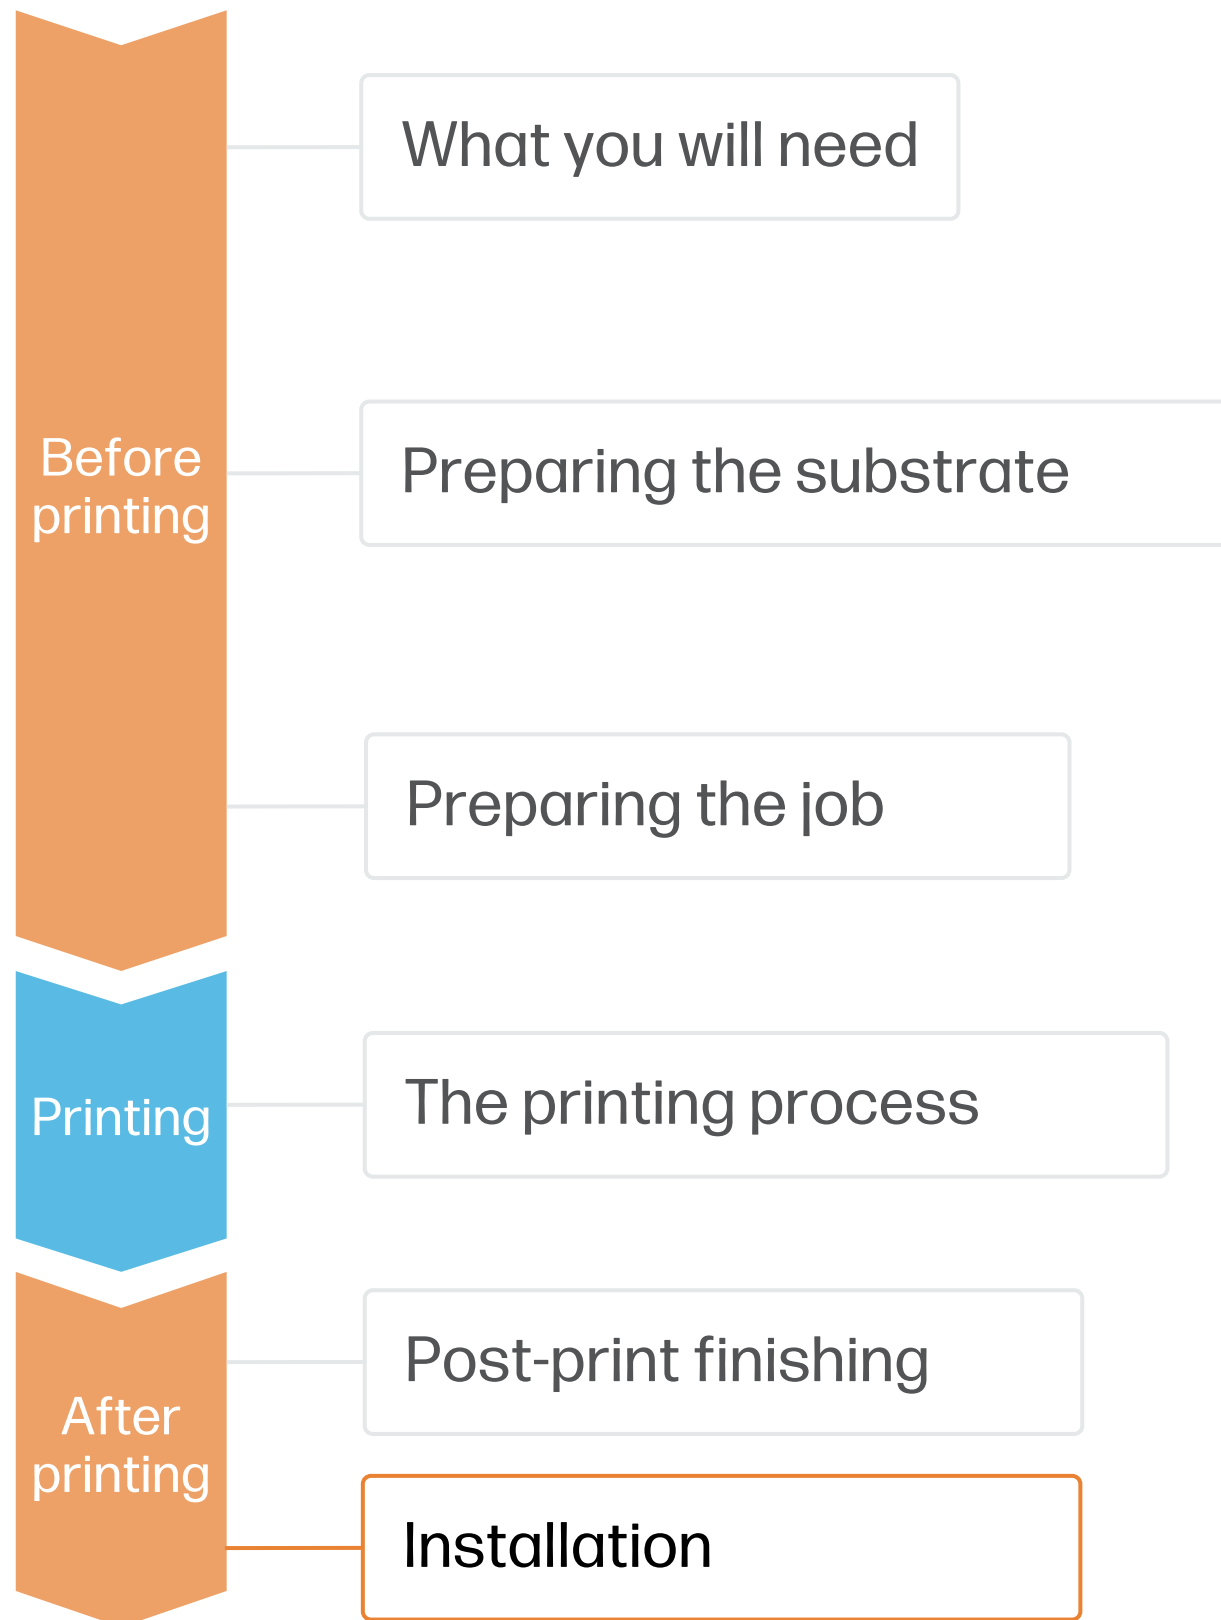 What you will need
Before
printing
Preparing the substrate
Preparing the job
Printing
The printing process
After
printing
Post-print finishing
Installation